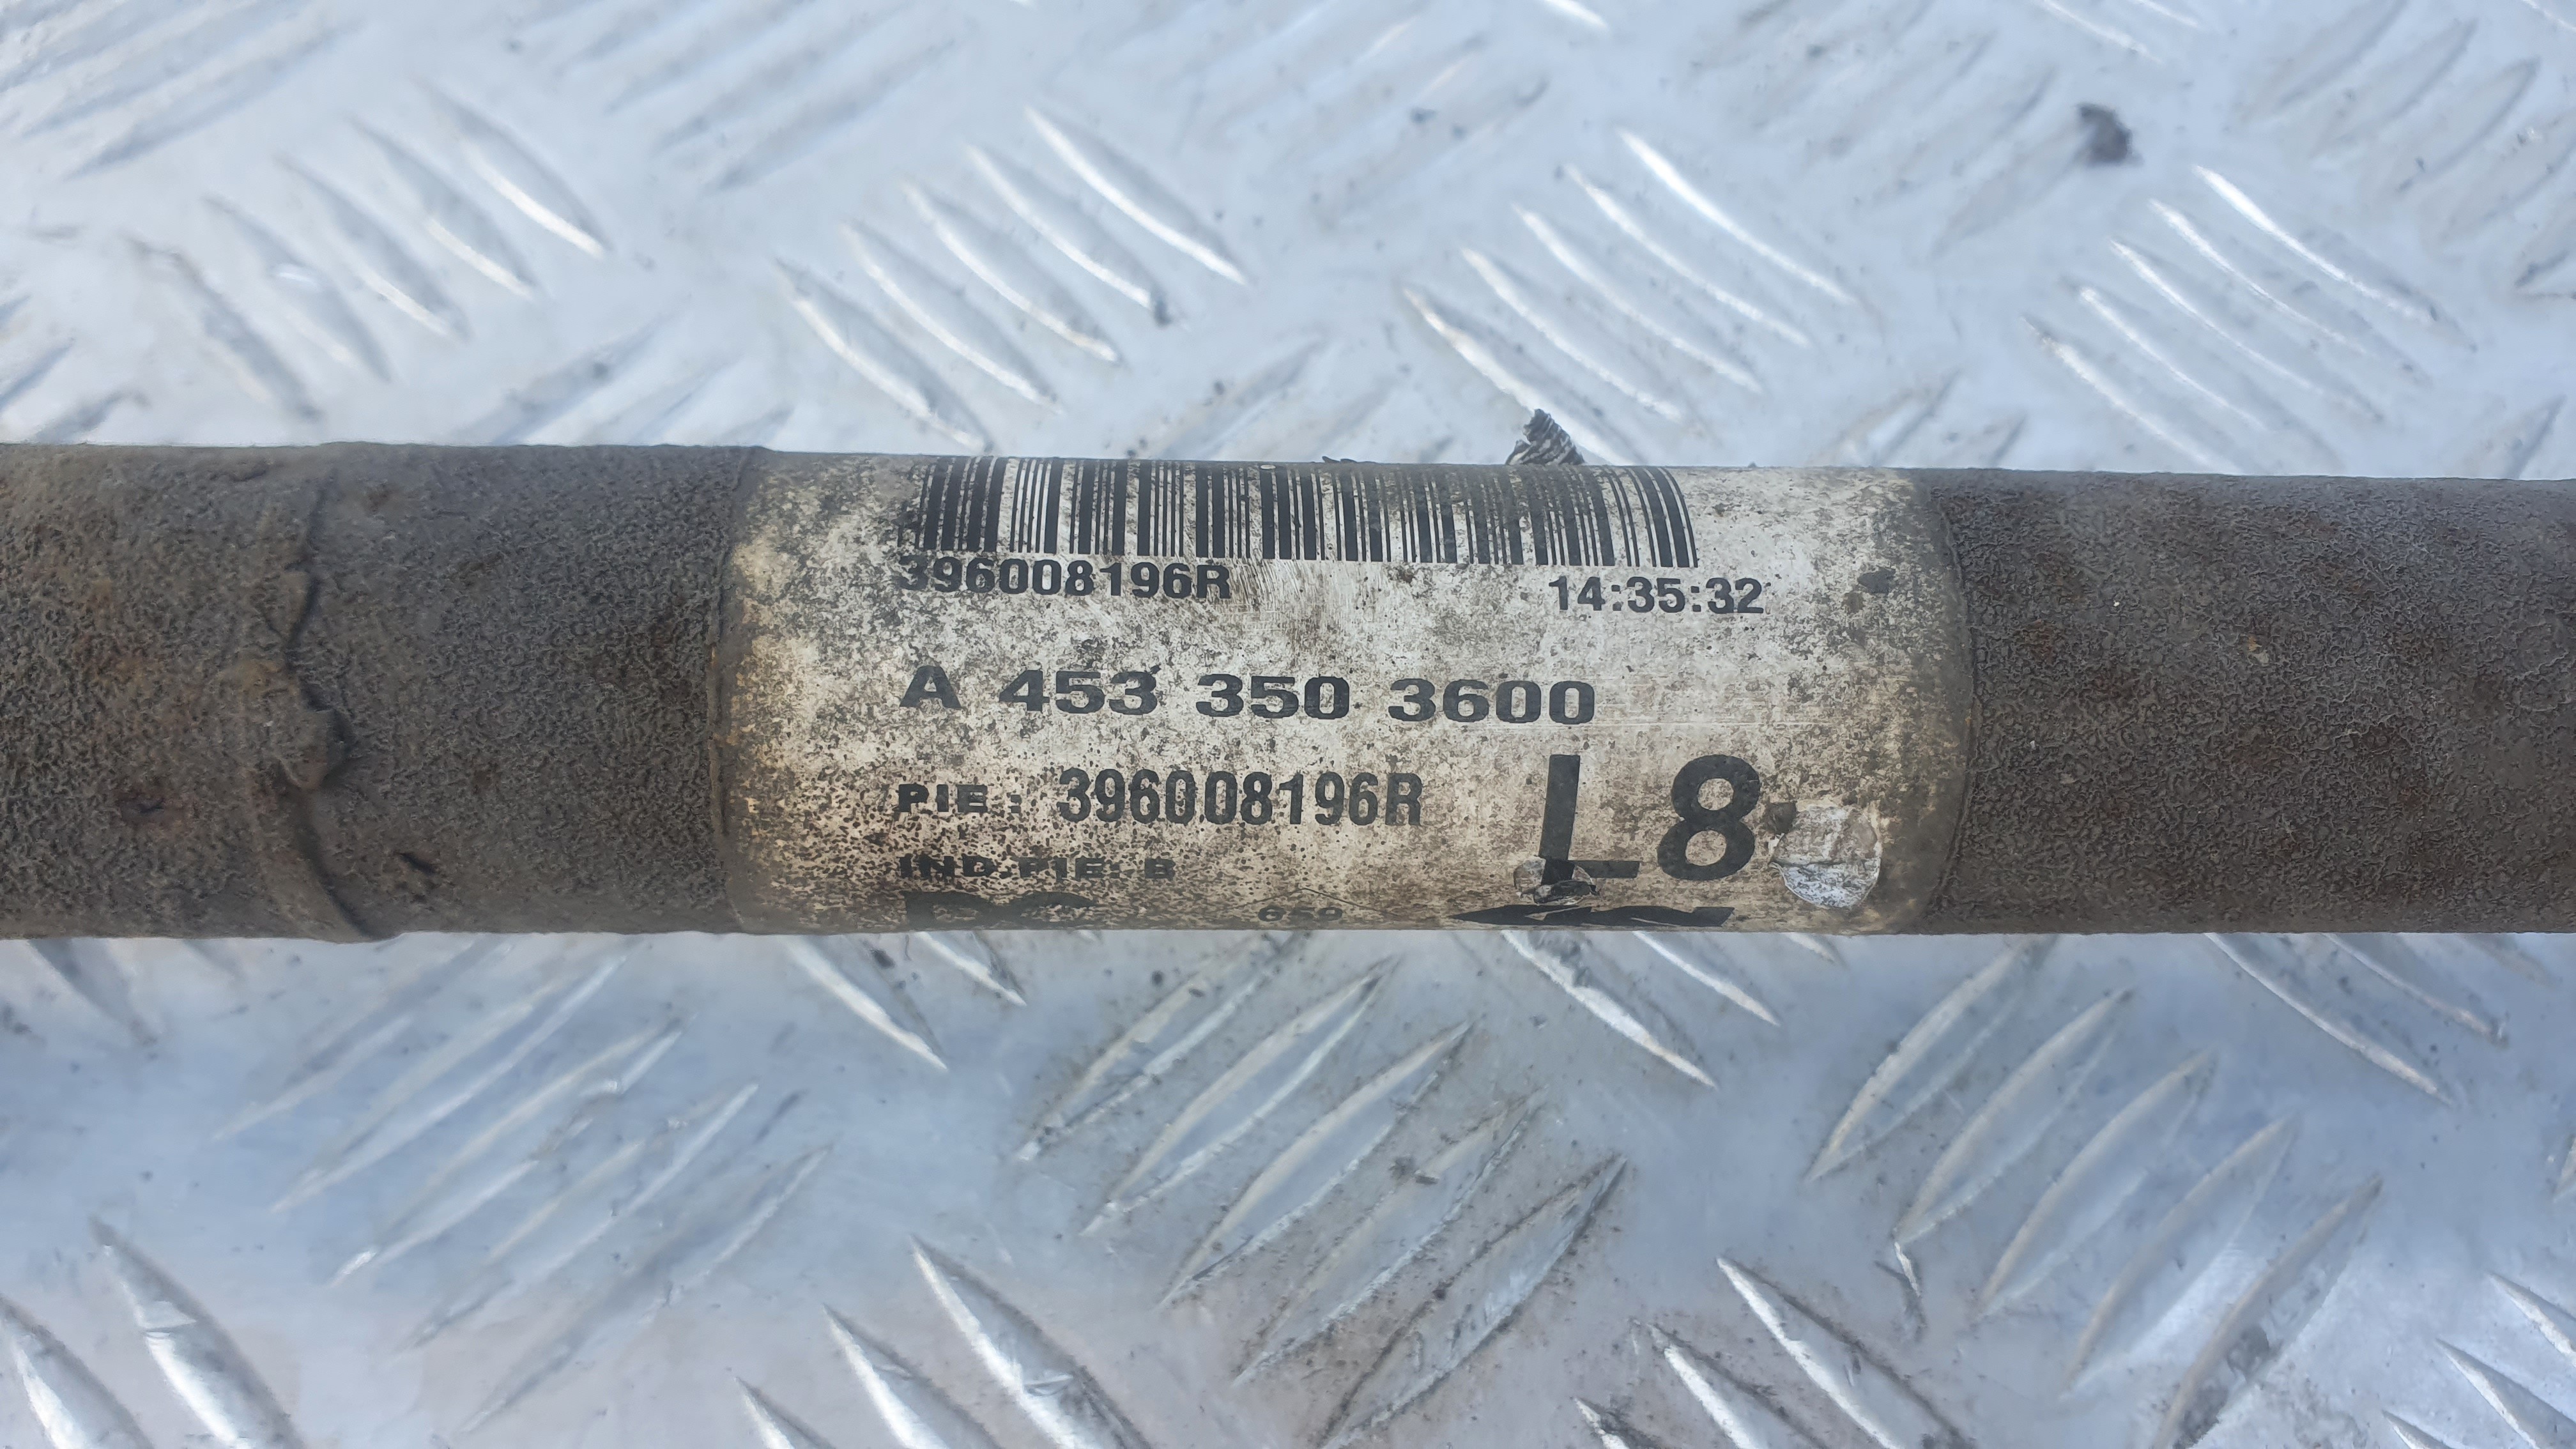 396008196R 14:35:32
A 453 350 3600
PIE: 396008196R L8
IND.PIE: B